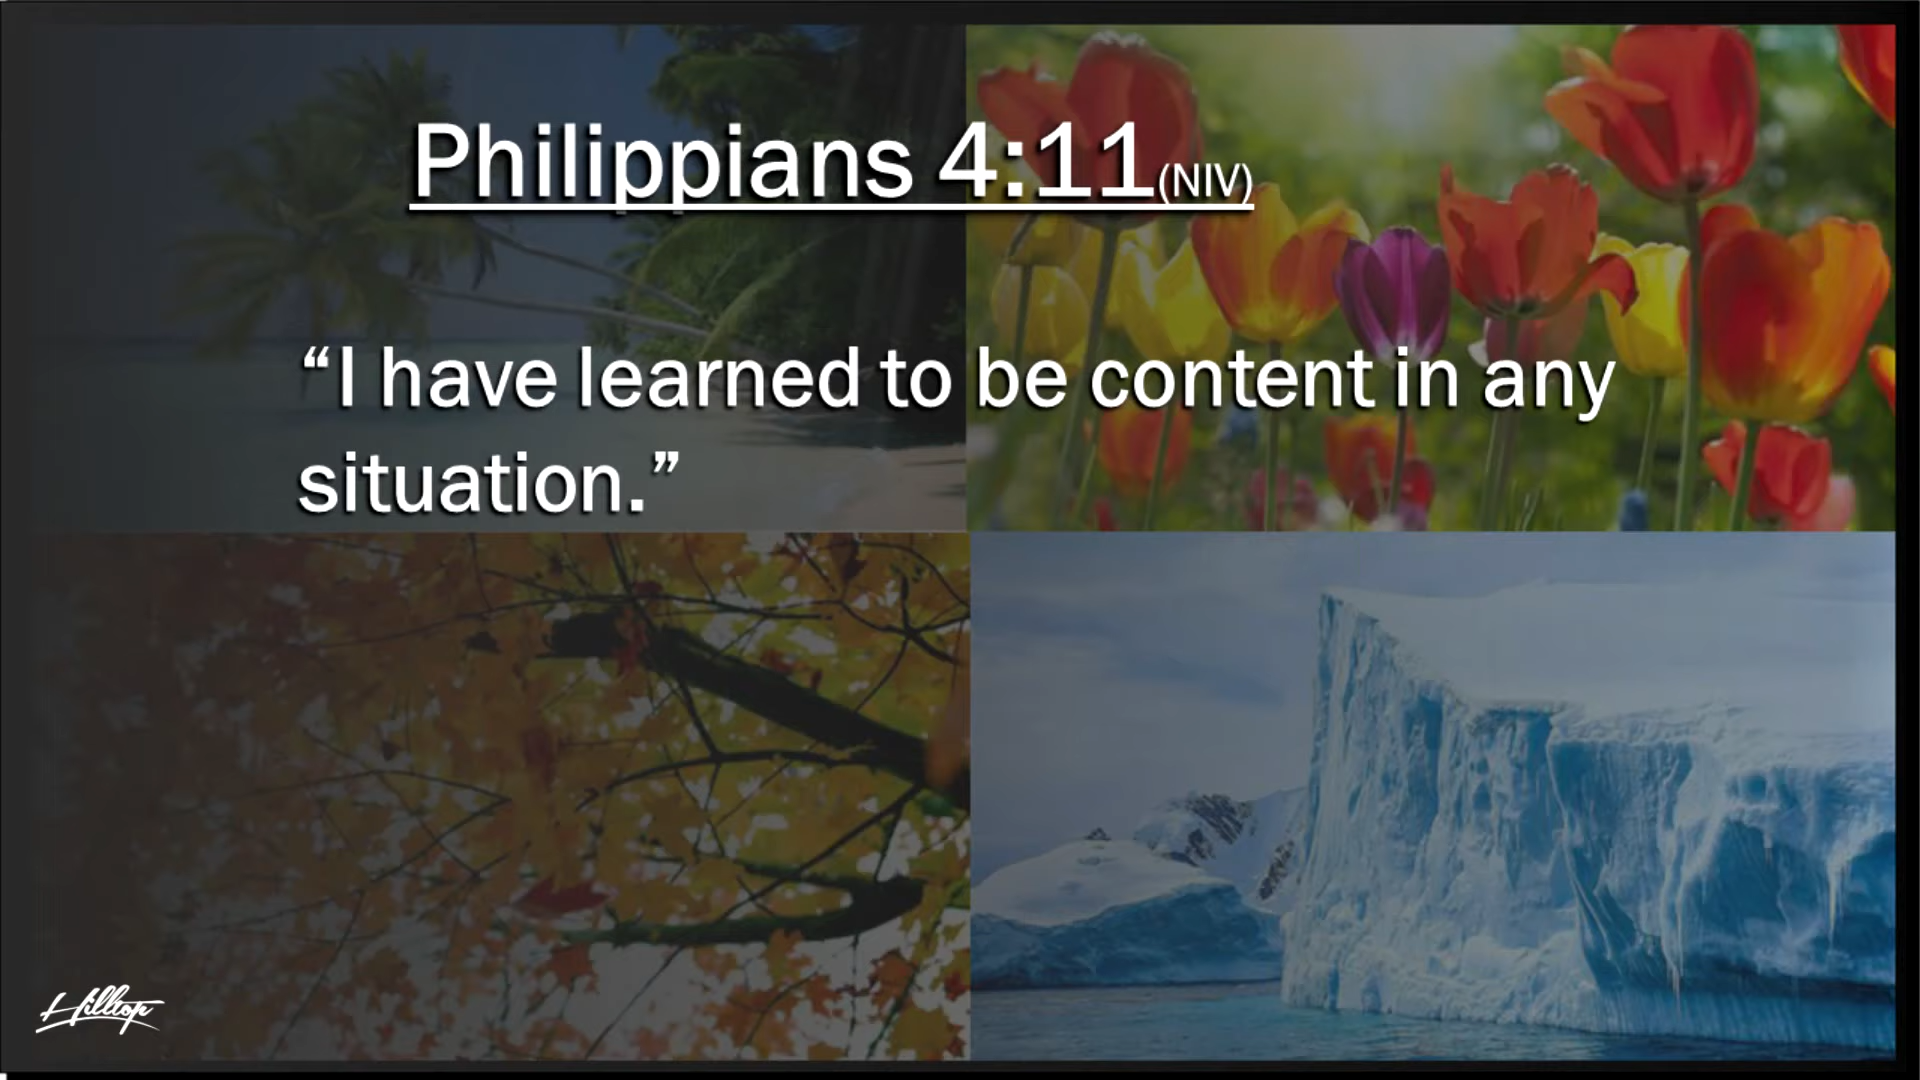 Philippians 4:11(NIV)
“I have learned to be content in any
situation.”
Hilltop